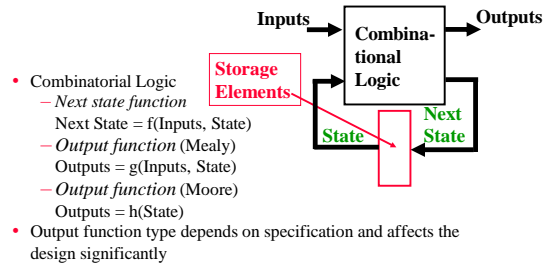 Inputs
Outputs
Combina-
tional
Logic
Storage
Elements
State
Next
State
• Combinatorial Logic
– Next state function
Next State = f(Inputs, State)
– Output function (Mealy)
Outputs = g(Inputs, State)
– Output function (Moore)
Outputs = h(State)
• Output function type depends on specification and affects the
design significantly